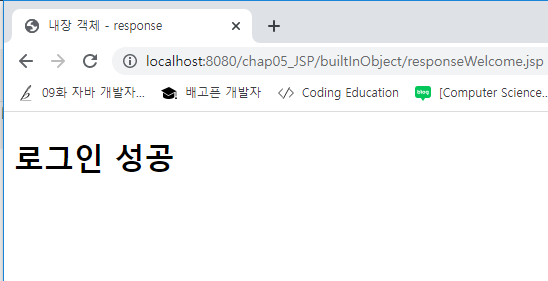 내장 객체 - response
localhost:8080/chap05_JSP/builtInObject/responseWelcome.jsp
09화 자바 개발자... 배고픈 개발자 Coding Education blog [Computer Science...
로그인 성공